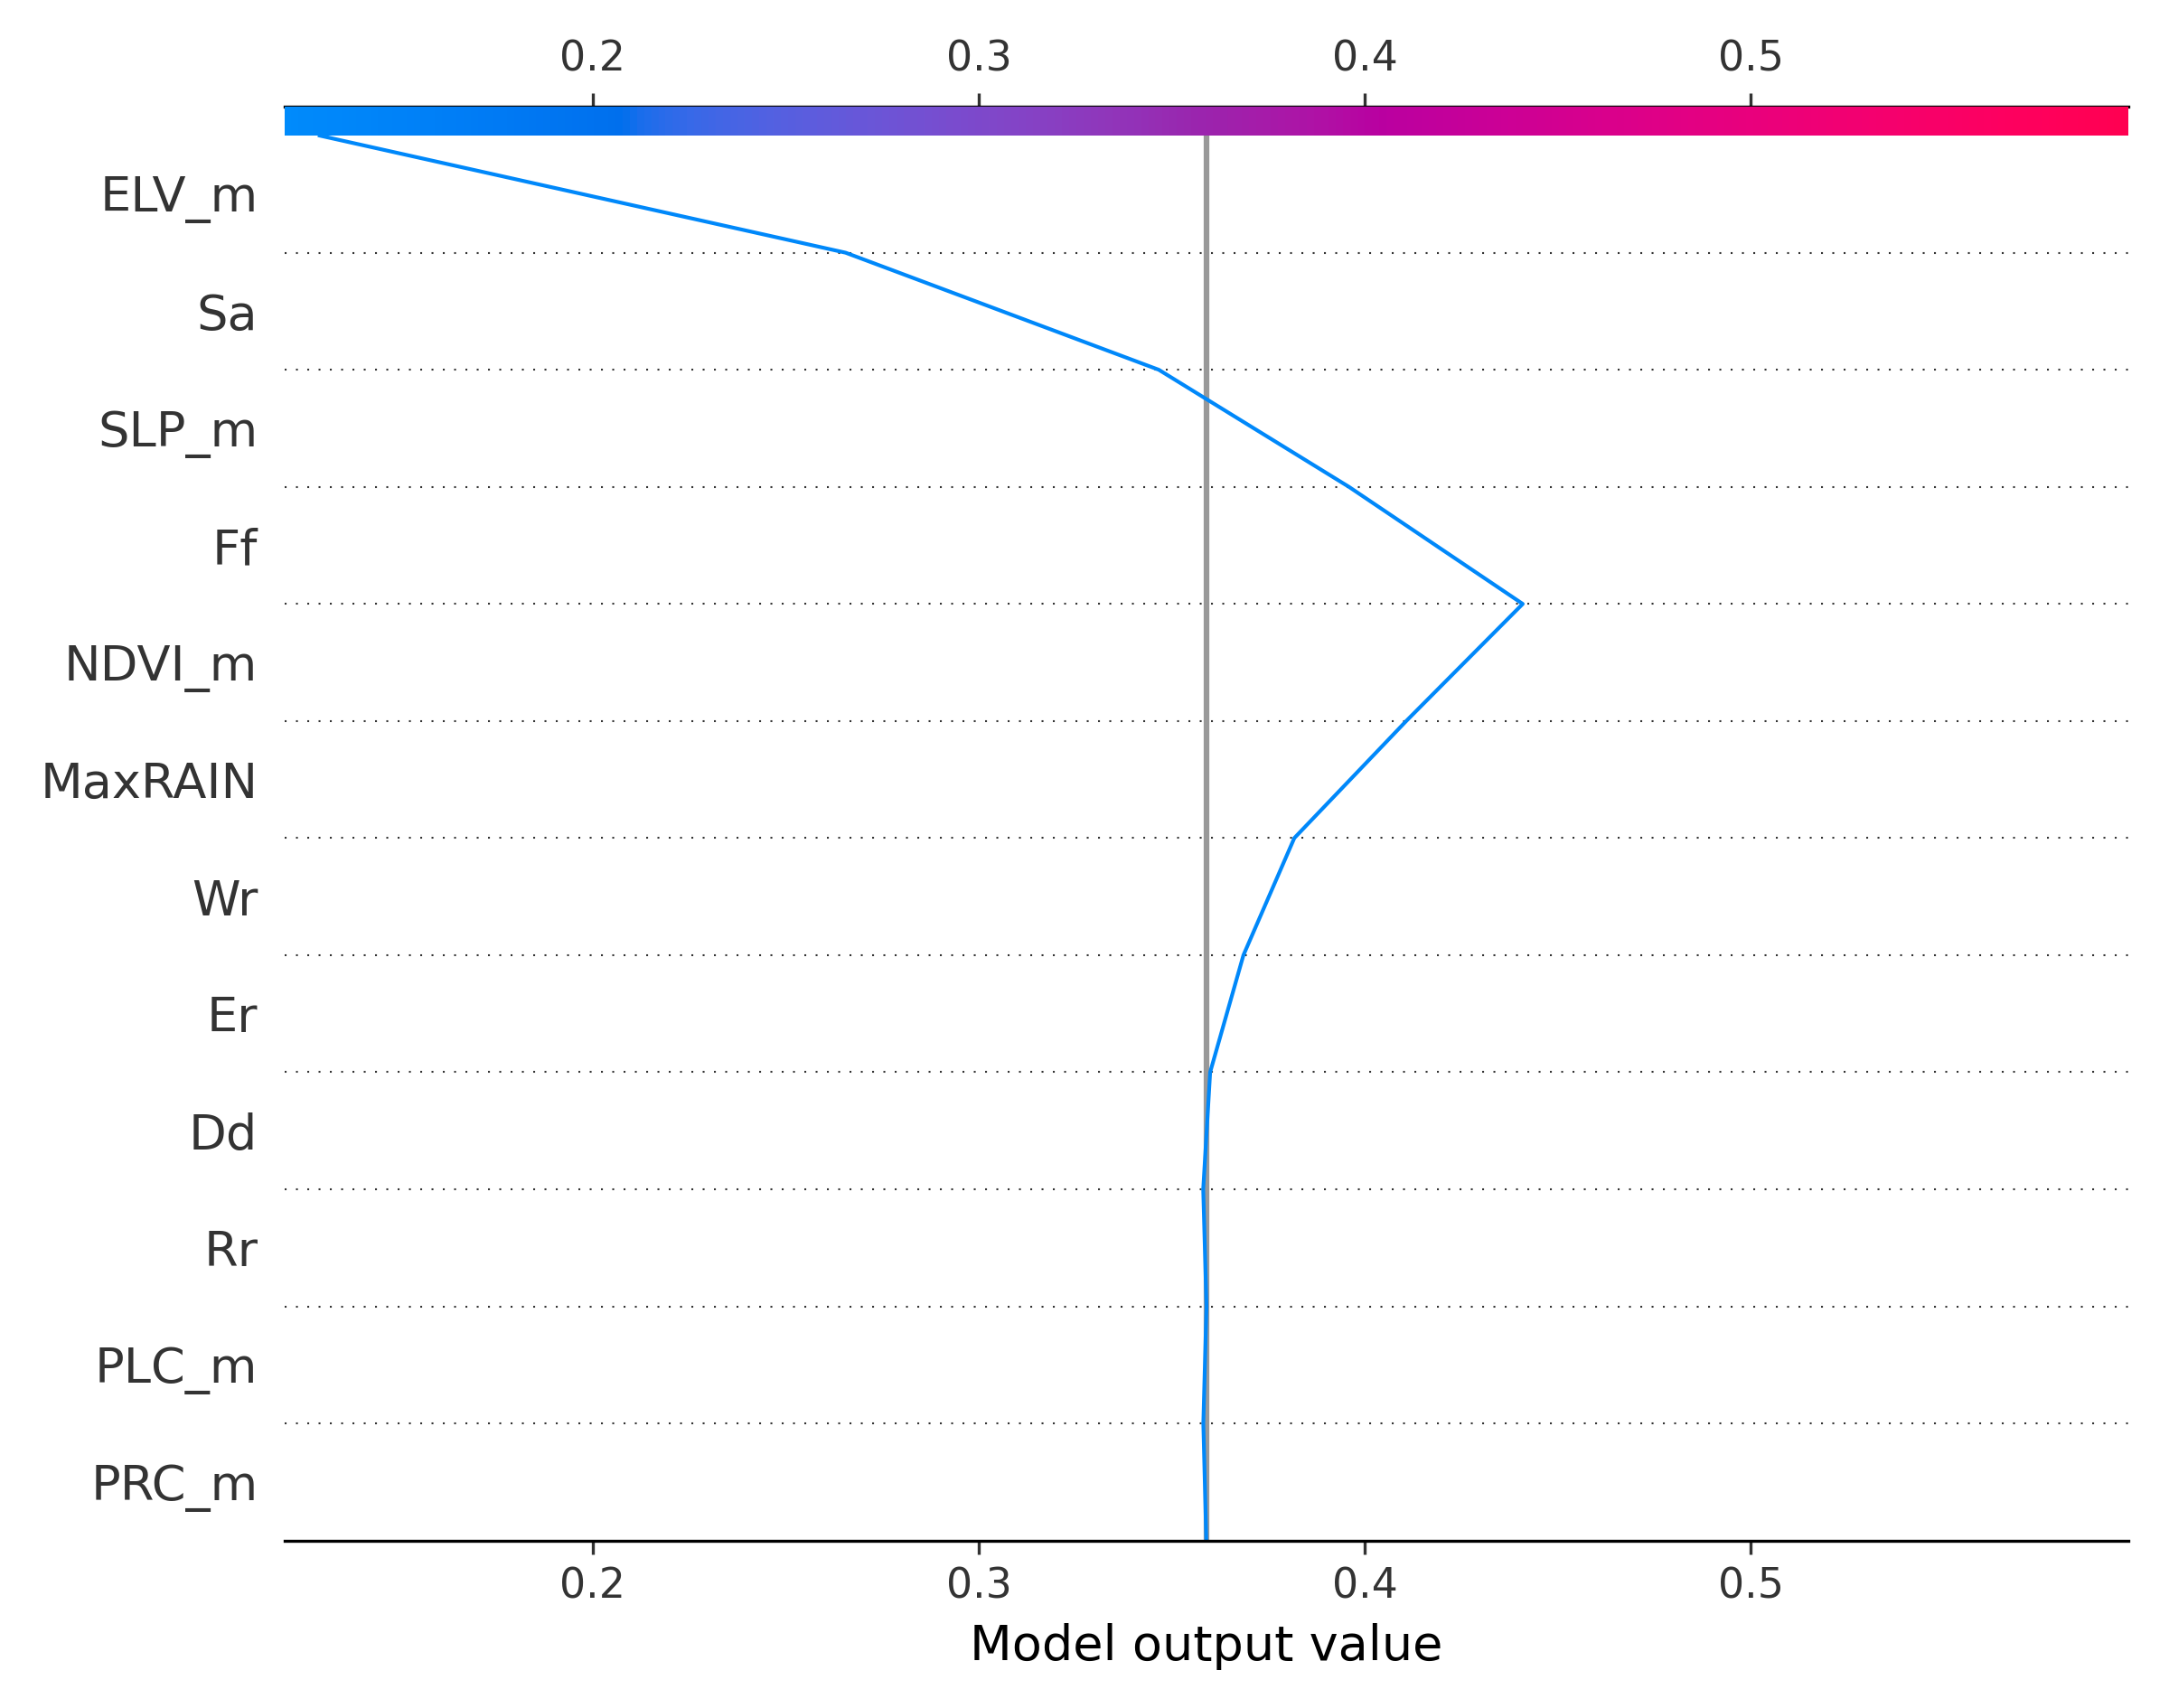 0.2 0.3 0.4 0.5
ELV_m
Sa
SLP_m
Ff
NDVI_m
MaxRAIN
Wr
Er
Dd
Rr
PLC_m
PRC_m
0.2 0.3 0.4 0.5
Model output value